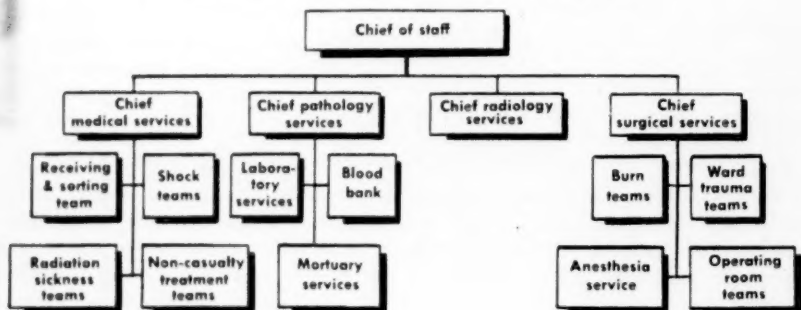 Chief of staff
Chief
medical services
Chief pathology
services
Chief radiology
services
Chief
surgical services
Receiving
& sorting
team
Shock
teams
Labora-
tory
services
Blood
bank
Burn
teams
Ward
trauma
teams
Radiation
sickness
teams
Non-casualty
treatment
teams
Mortuary
services
Anesthesia
service
Operating
room
teams